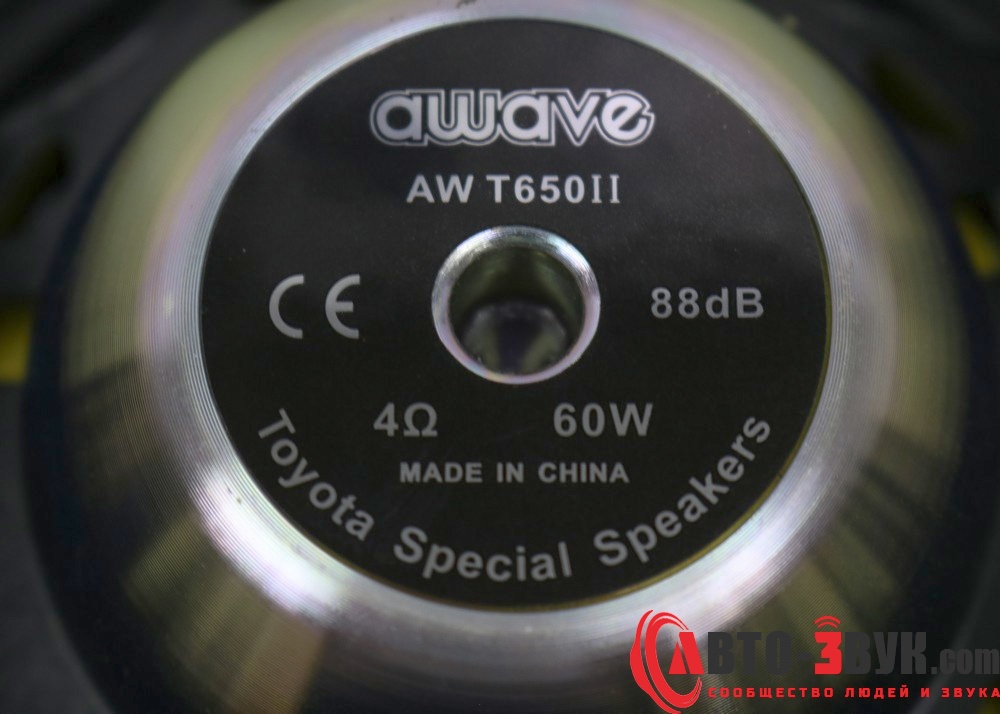 awave
AW T650II
CE
88dB
4Ω
60W
MADE IN CHINA
Toyota Special Speakers
АВТО-ЗВУК.com
СООБЩЕСТВО ЛЮДЕЙ И ЗВУКА